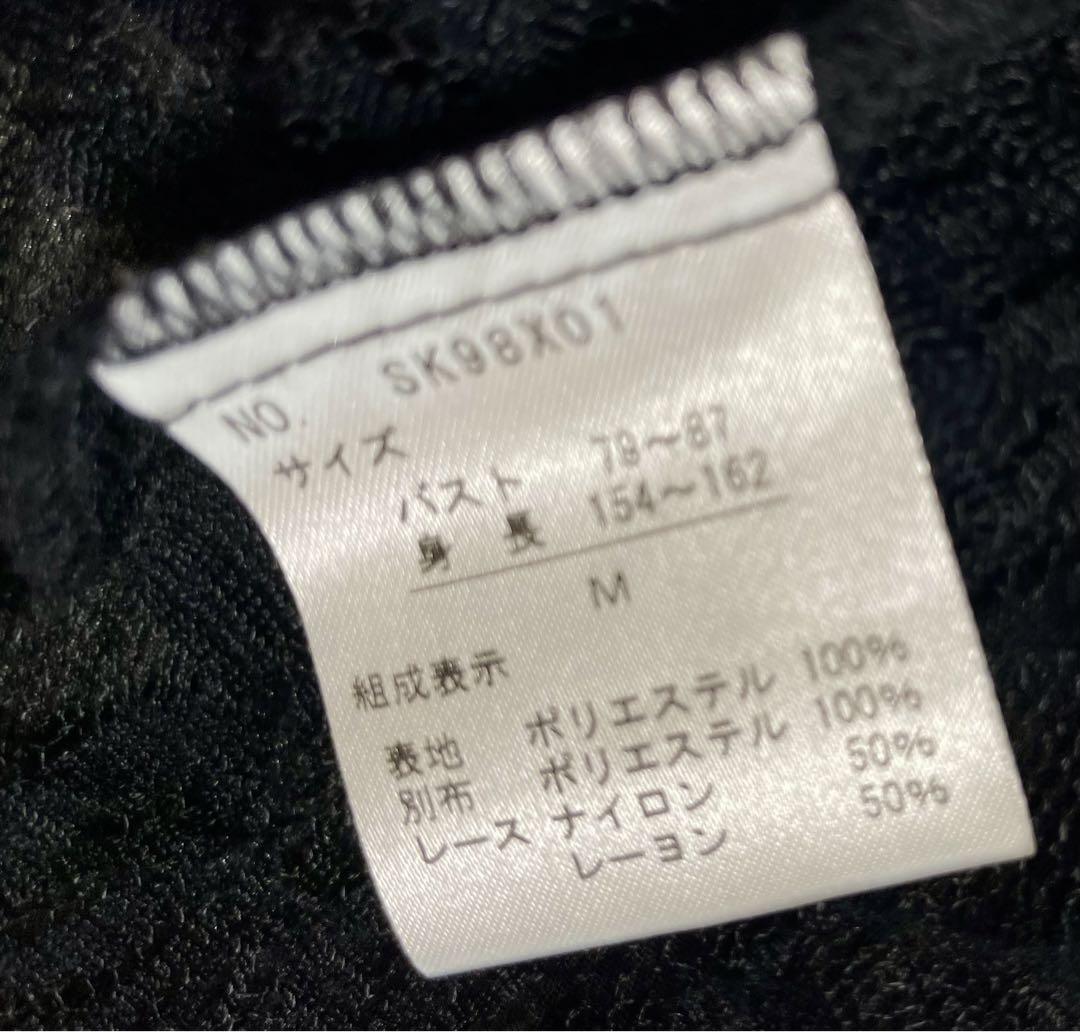 NO. SK98X01
サイズ
バスト 79～87
身長 154～162
M
組成表示
表地 ポリエステル 100%
別布 ポリエステル 100%
レース ナイロン 50%
レーヨン 50%